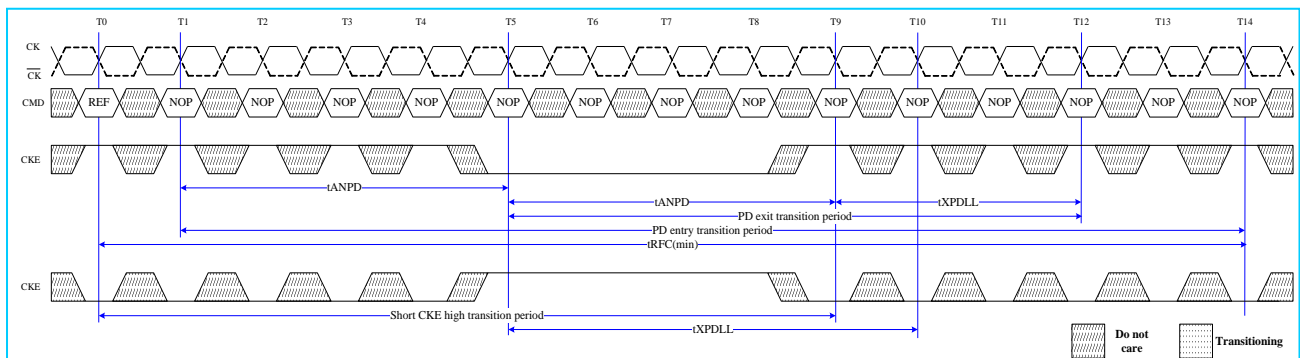 T0 T1 T2 T3 T4 T5 T6 T7 T8 T9 T10 T11 T12 T13 T14
CK
CK
CMD REF NOP NOP NOP NOP NOP NOP NOP NOP NOP NOP NOP NOP NOP NOP
CKE
tANPD
tANPD tXPDLL
PD exit transition period
PD entry transition period
tRFC(min)
CKE
Short CKE high transition period
tXPDLL
Do not care Transitioning